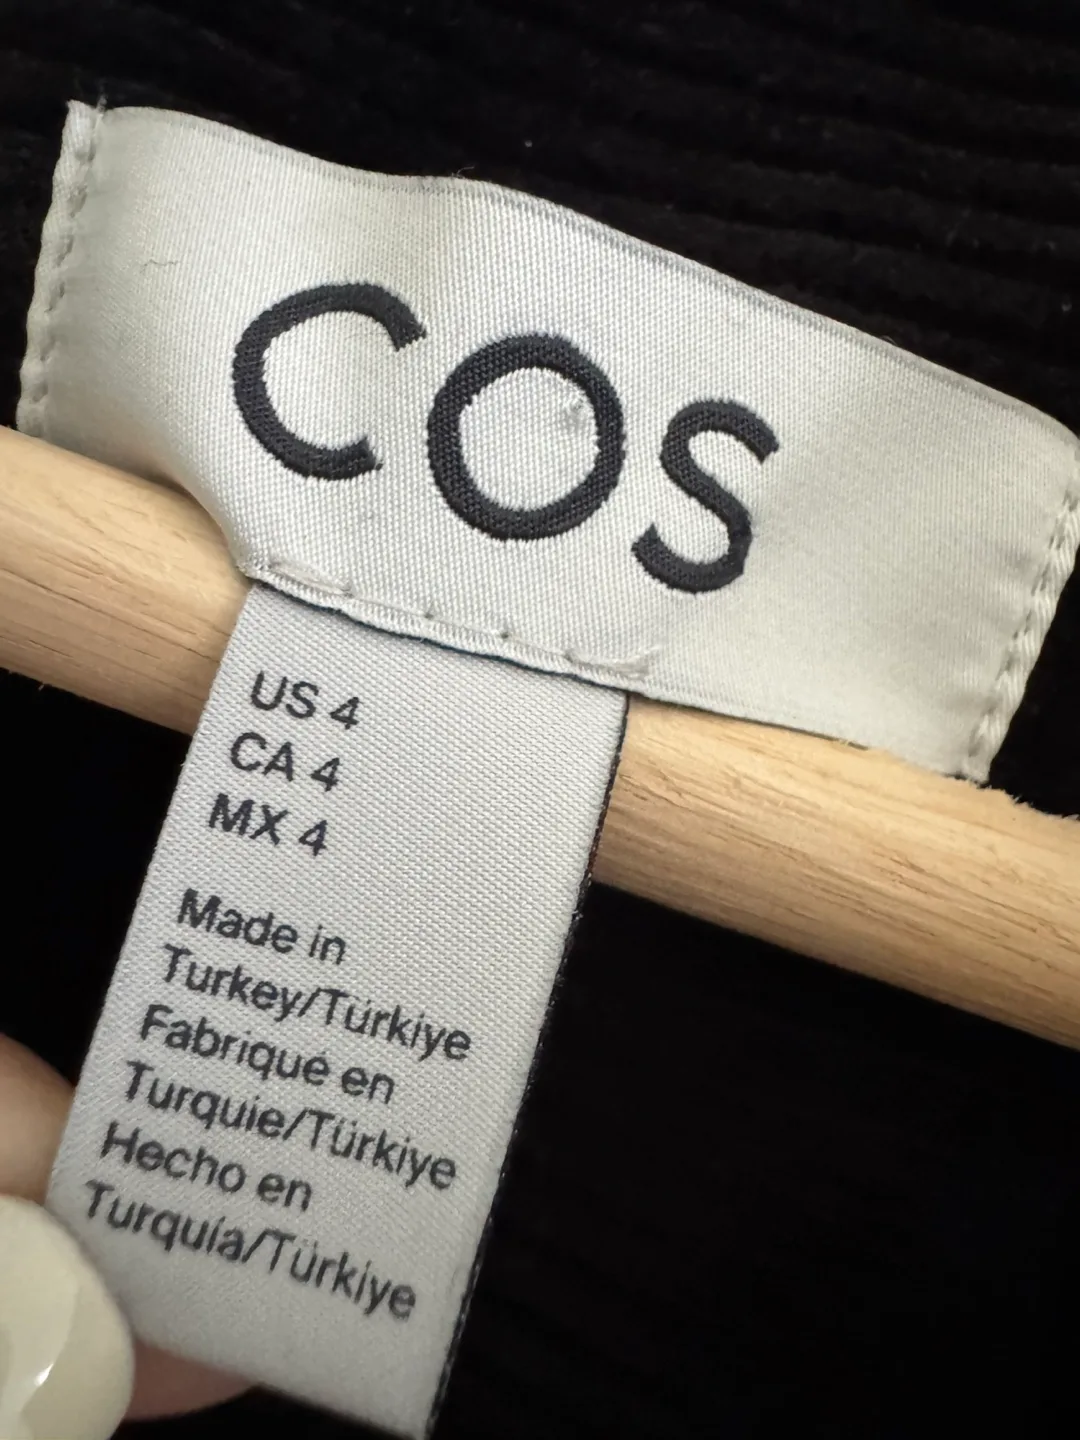 COS
US 4
CA 4
MX 4
Made in
Turkey/Türkiye
Fabriqué en
Turquie/Türkiye
Hecho en
Turquía/Türkiye